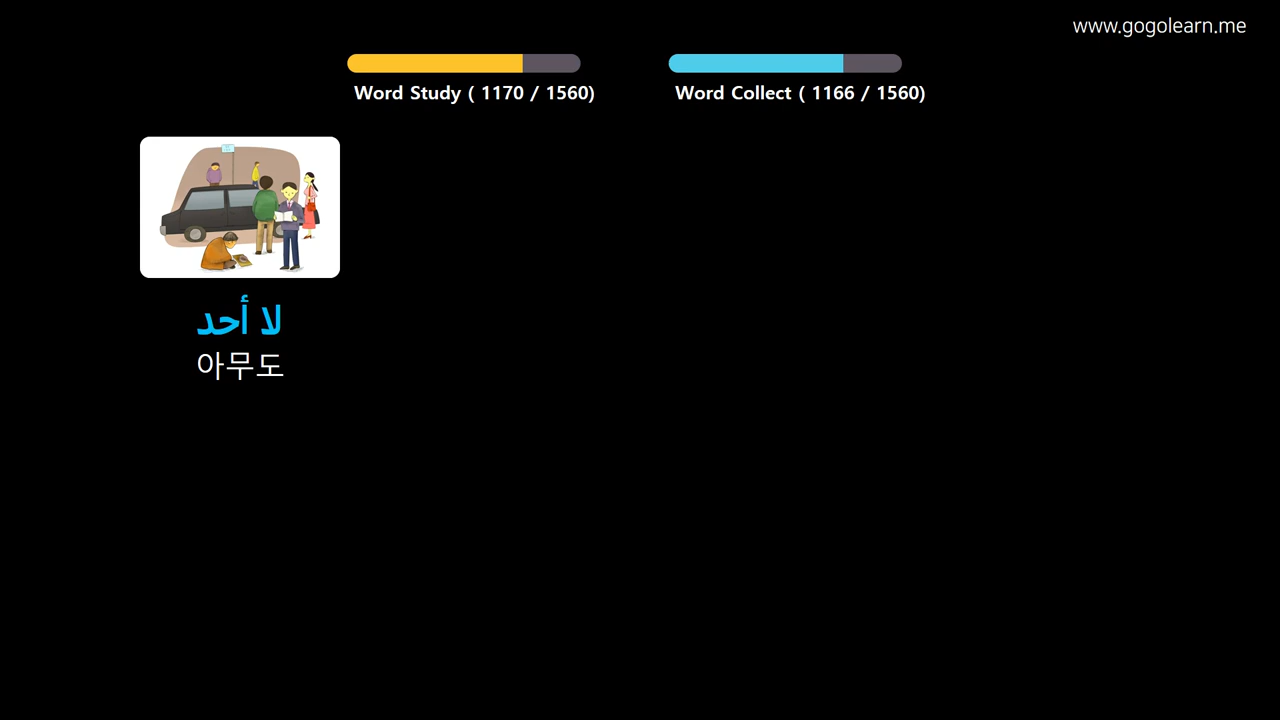 www.gogolearn.me
Word Study ( 1170 / 1560)
Word Collect ( 1166 / 1560)
لا أحد
아무도